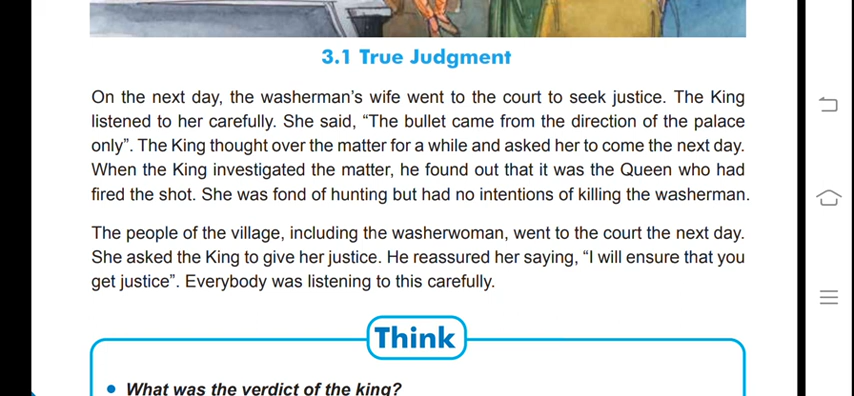 3.1 True Judgment
On the next day, the washerman's wife went to the court to seek justice. The King
listened to her carefully. She said, “The bullet came from the direction of the palace
only”. The King thought over the matter for a while and asked her to come the next day.
When the King investigated the matter, he found out that it was the Queen who had
fired the shot. She was fond of hunting but had no intentions of killing the washerman.
The people of the village, including the washerwoman, went to the court the next day.
She asked the King to give her justice. He reassured her saying, “I will ensure that you
get justice”. Everybody was listening to this carefully.
Think
• What was the verdict of the king?